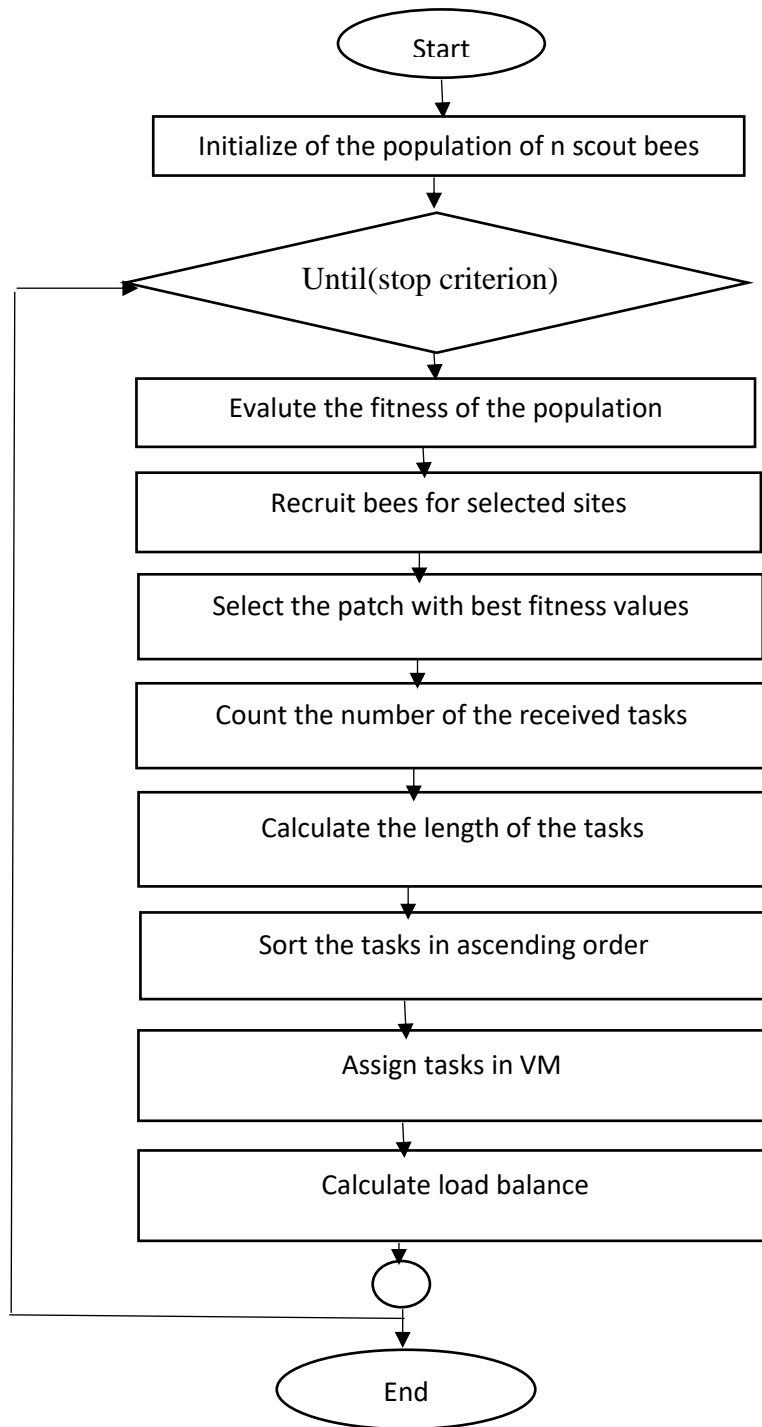 Start
Initialize of the population of n scout bees
Until(stop criterion)
Evalute the fitness of the population
Recruit bees for selected sites
Select the patch with best fitness values
Count the number of the received tasks
Calculate the length of the tasks
Sort the tasks in ascending order
Assign tasks in VM
Calculate load balance
End